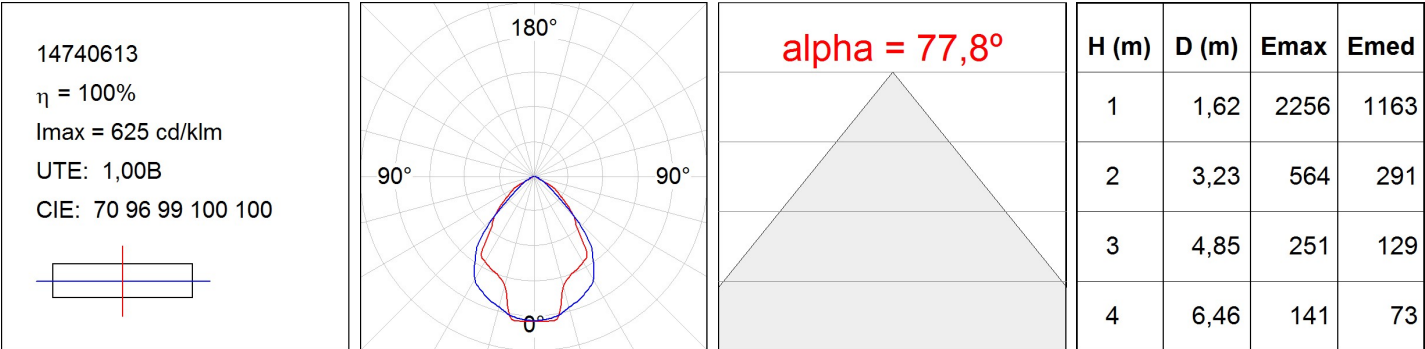 14740613
η = 100%
Imax = 625 cd/klm
UTE: 1,00B
CIE: 70 96 99 100 100
180°
90° 90°
0°
alpha = 77,8º
H (m) D (m) Emax Emed
1 1,62 2256 1163
2 3,23 564 291
3 4,85 251 129
4 6,46 141 73